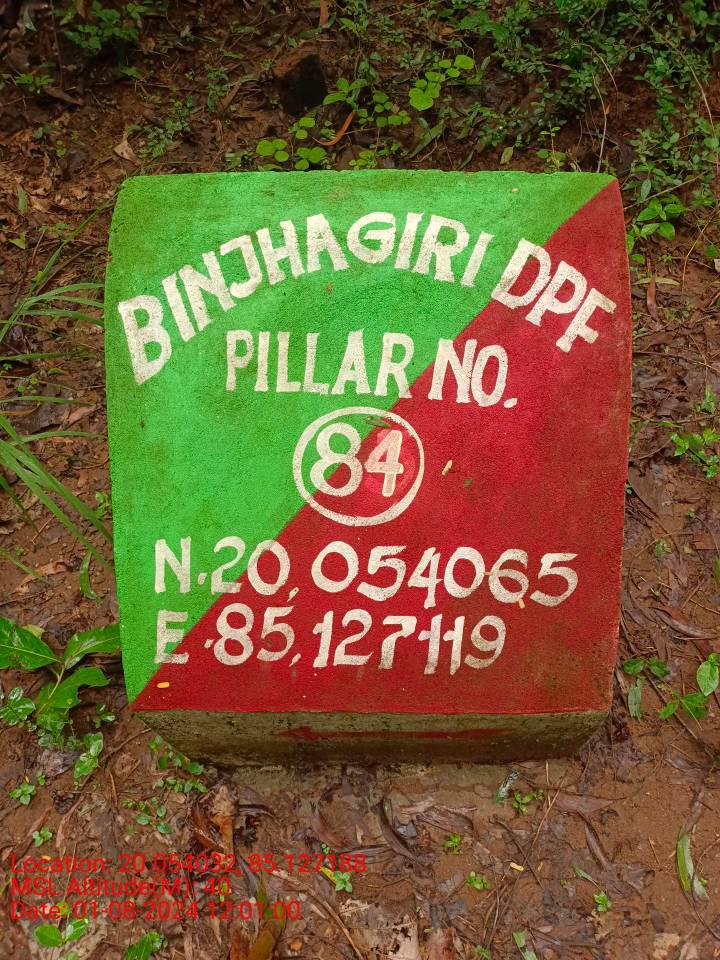 BINJHAGIRI DPF
PILLAR NO.
84
N.20,054065
E.85,127119
Location: 20.054032, 85.127188
MSL Altitude(M): 40
Date: 01-08-2024 12:01:00